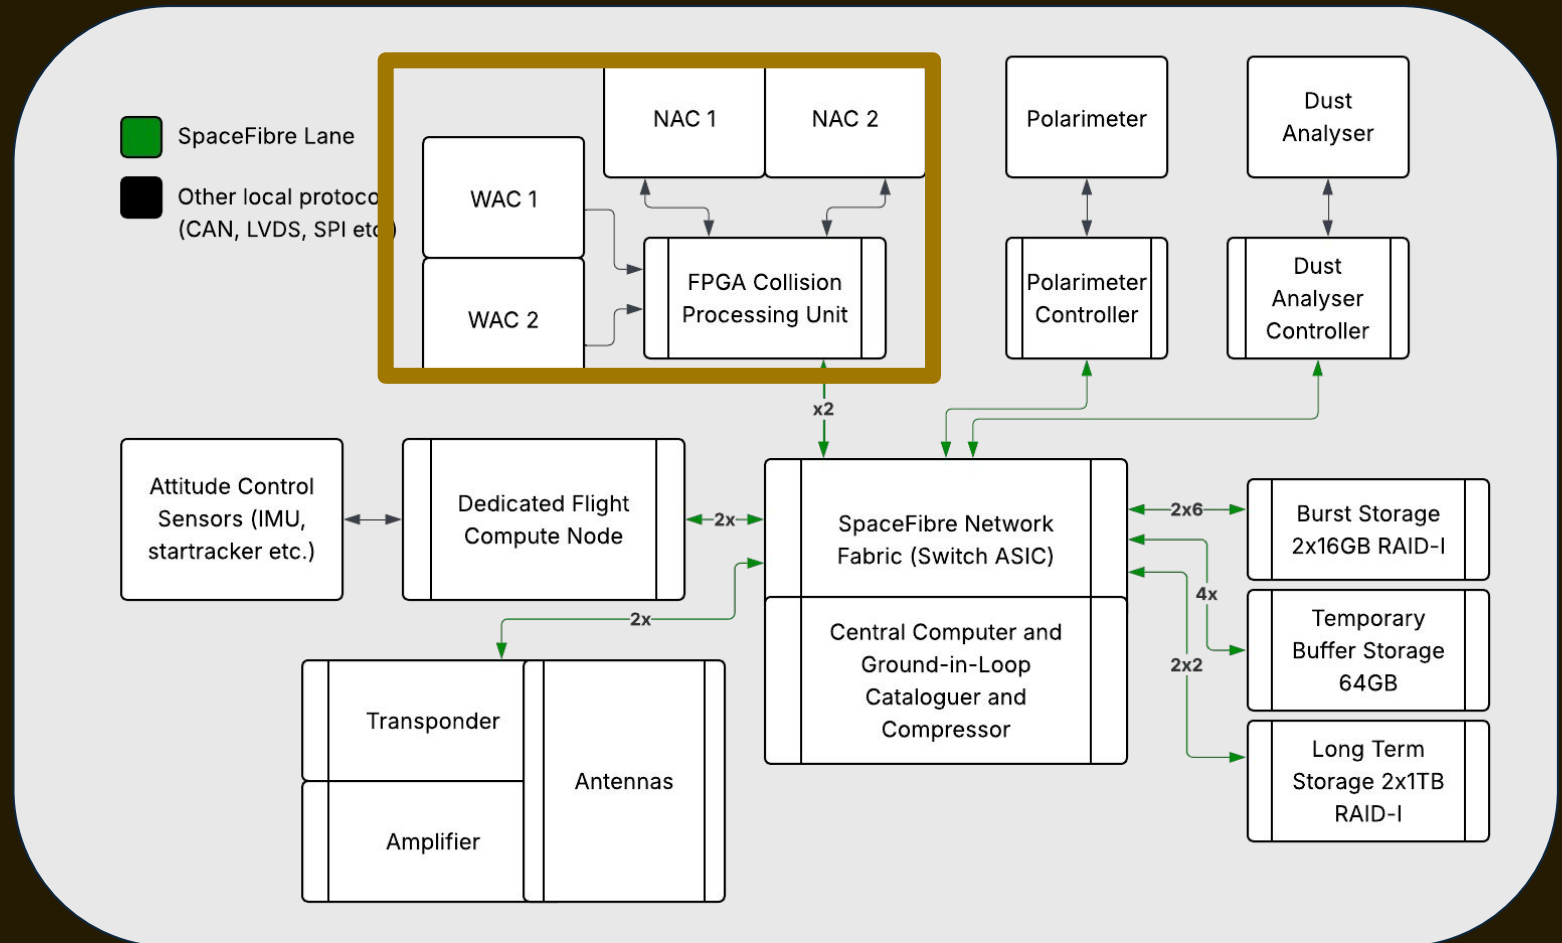 SpaceFibre Lane
Other local protoco
(CAN, LVDS, SPI etc)
NAC 1
NAC 2
WAC 1
WAC 2
FPGA Collision
Processing Unit
Polarimeter
Dust
Analyser
Polarimeter
Controller
Dust
Analyser
Controller
x2
Attitude Control
Sensors (IMU,
startracker etc.)
Dedicated Flight
Compute Node
2x
2x
SpaceFibre Network
Fabric (Switch ASIC)
Central Computer and
Ground-in-Loop
Cataloguer and
Compressor
2x6
4x
2x2
Burst Storage
2x16GB RAID-I
Temporary
Buffer Storage
64GB
Long Term
Storage 2x1TB
RAID-I
Transponder
Amplifier
Antennas